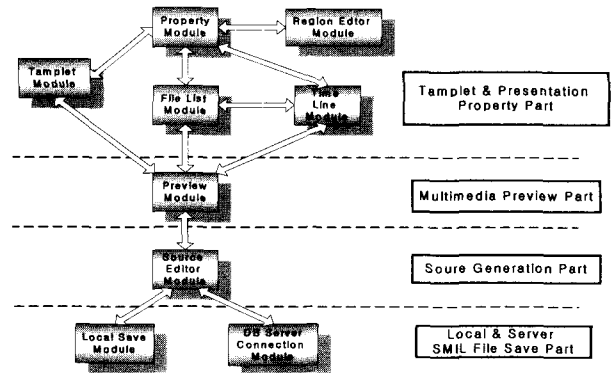 Property
Module
Region Editor
Module
Tamplet
Module
File List
Module
Time
Line
Module
Tamplet & Presentation
Property Part
Preview
Module
Multimedia Preview Part
Source
Editor
Module
Soure Generation Part
Local Save
Module
DB Server
Connection
Module
Local & Server
SMIL File Save Part